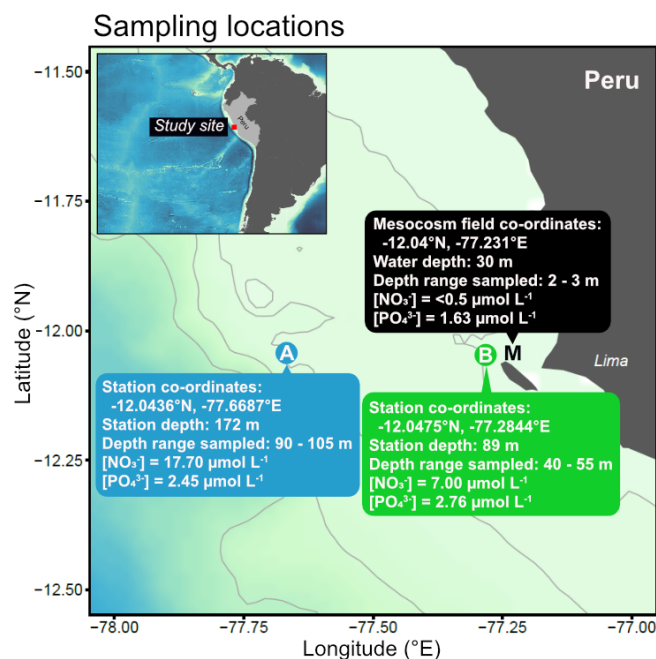 Sampling locations
Peru
Study site
Peru
Mesocosm field co-ordinates:
-12.04°N, -77.231°E
Water depth: 30 m
Depth range sampled: 2 - 3 m
[NO₃⁻] = <0.5 µmol L⁻¹
[PO₄³⁻] = 1.63 µmol L⁻¹
A
B
M
Lima
Station co-ordinates:
-12.0436°N, -77.6687°E
Station depth: 172 m
Depth range sampled: 90 - 105 m
[NO₃⁻] = 17.70 µmol L⁻¹
[PO₄³⁻] = 2.45 µmol L⁻¹
Station co-ordinates:
-12.0475°N, -77.2844°E
Station depth: 89 m
Depth range sampled: 40 - 55 m
[NO₃⁻] = 7.00 µmol L⁻¹
[PO₄³⁻] = 2.76 µmol L⁻¹
Latitude (°N)
−11.50
−11.75
−12.00
−12.25
−12.50
−78.00
−77.75
−77.50
−77.25
−77.00
Longitude (°E)